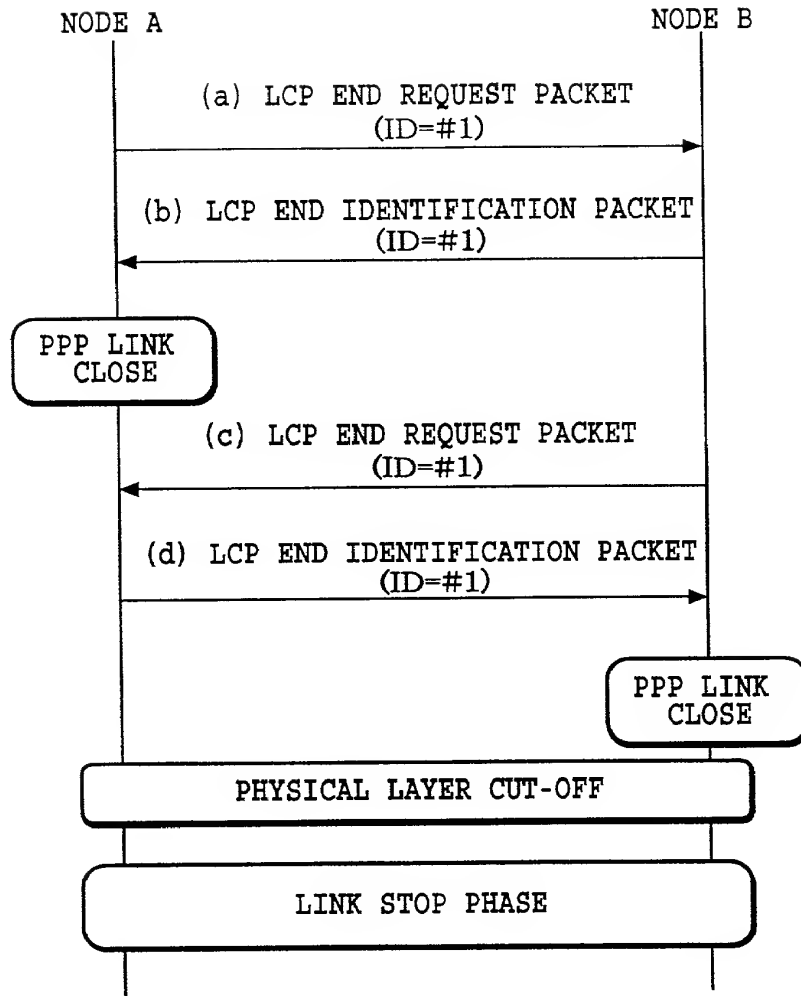 NODE A
NODE B
(a) LCP END REQUEST PACKET
(ID=#1)
(b) LCP END IDENTIFICATION PACKET
(ID=#1)
PPP LINK
CLOSE
(c) LCP END REQUEST PACKET
(ID=#1)
(d) LCP END IDENTIFICATION PACKET
(ID=#1)
PPP LINK
CLOSE
PHYSICAL LAYER CUT-OFF
LINK STOP PHASE